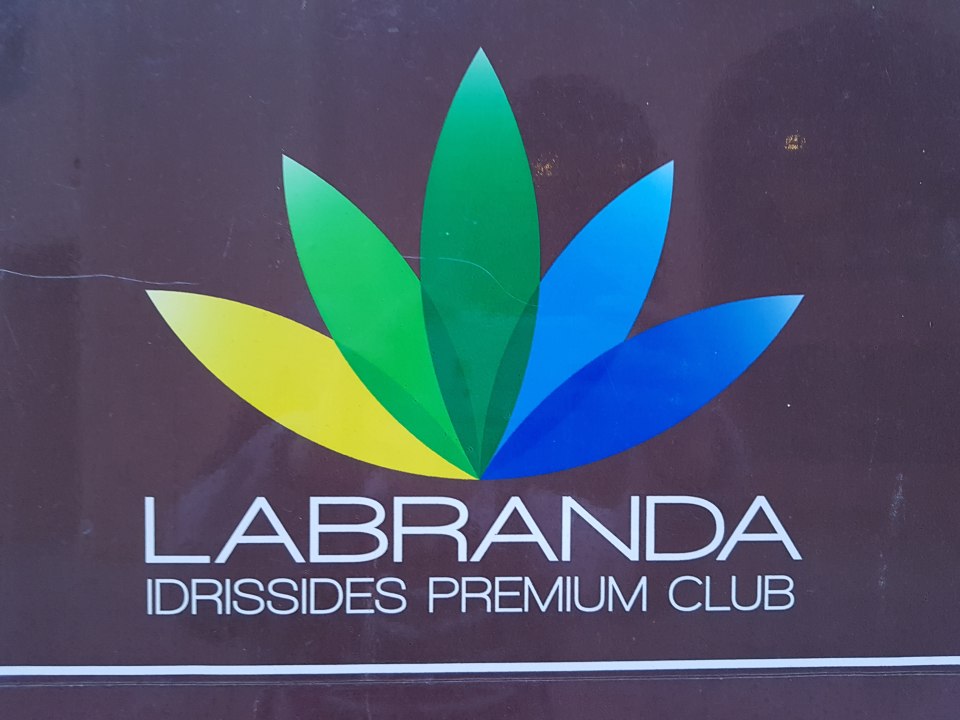 LABRANDA
IDRISSIDES PREMIUM CLUB